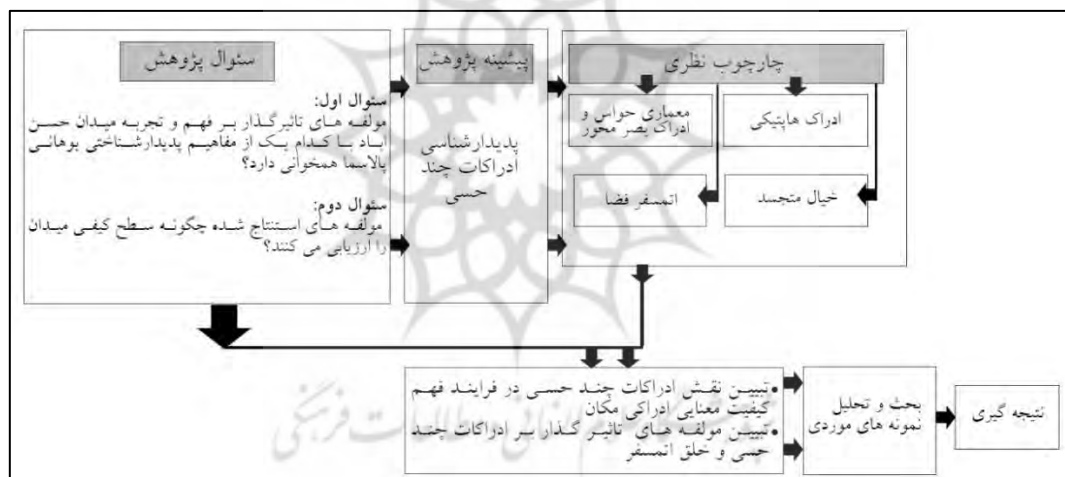 سئوال پژوهش
سئوال اول:
مولفه های تاثیرگذار بر فهم و تجربه میدان حسن
اباد با کدام یک از مفاهیم پدیدارشناختی یوهانی
پالاسما همخوانی دارد؟
سئوال دوم:
مولفه های استنتاج شده چگونه سطح کیفی میدان
را ارزیابی می کنند؟
پیشینه پژوهش
پدیدارشناسی
ادراکات چند
حسی
چارچوب نظری
ادراک هاپتیکی
معماری حواس و
ادراک بصر محور
خیال متجسد
اتمسفر فضا
•تبیین نقش ادراکات چند حسی در فرایند فهم
کیفیت معنایی ادراکی مکان
•تبیین مولفه های تاثیر گذار بر ادراکات چند
حسی و خلق اتمسفر
بحث و تحلیل
نمونه های موردی
نتیجه گیری